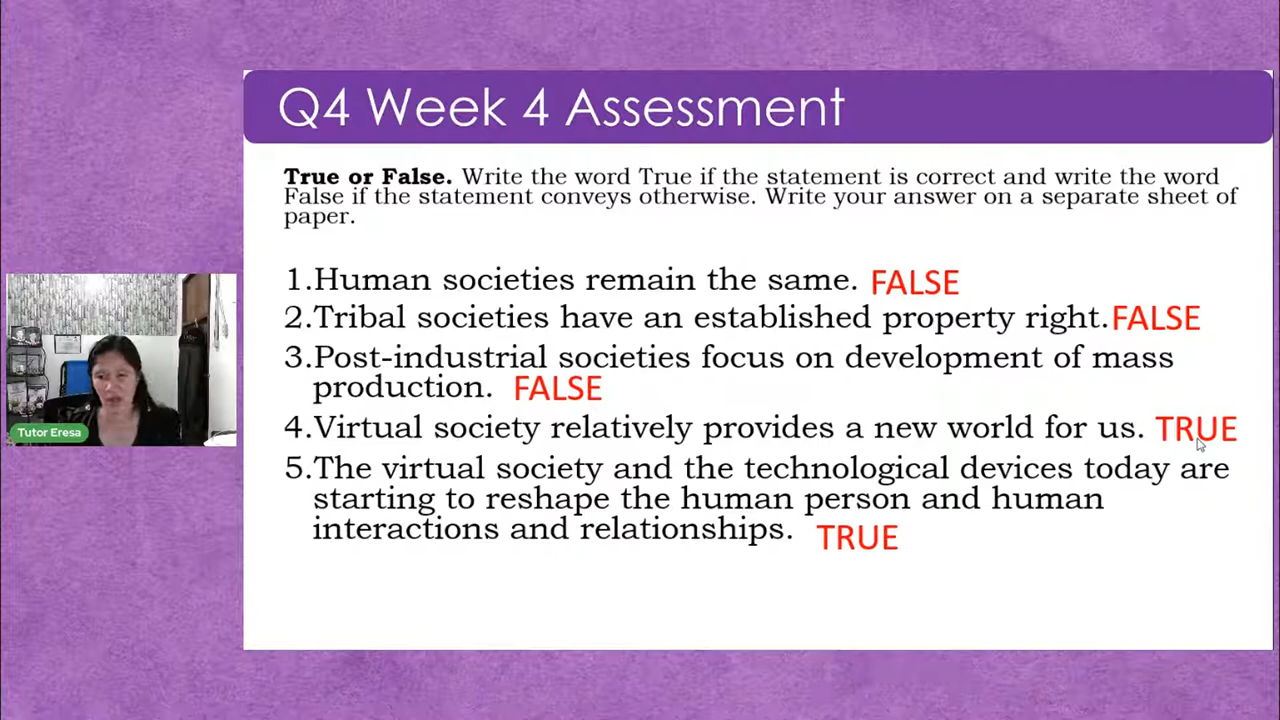 Q4 Week 4 Assessment
True or False. Write the word True if the statement is correct and write the word
False if the statement conveys otherwise. Write your answer on a separate sheet of
paper.
1.Human societies remain the same. FALSE
2.Tribal societies have an established property right. FALSE
3.Post-industrial societies focus on development of mass
production. FALSE
4.Virtual society relatively provides a new world for us. TRUE
5.The virtual society and the technological devices today are
starting to reshape the human person and human
interactions and relationships. TRUE
Tutor Eresa